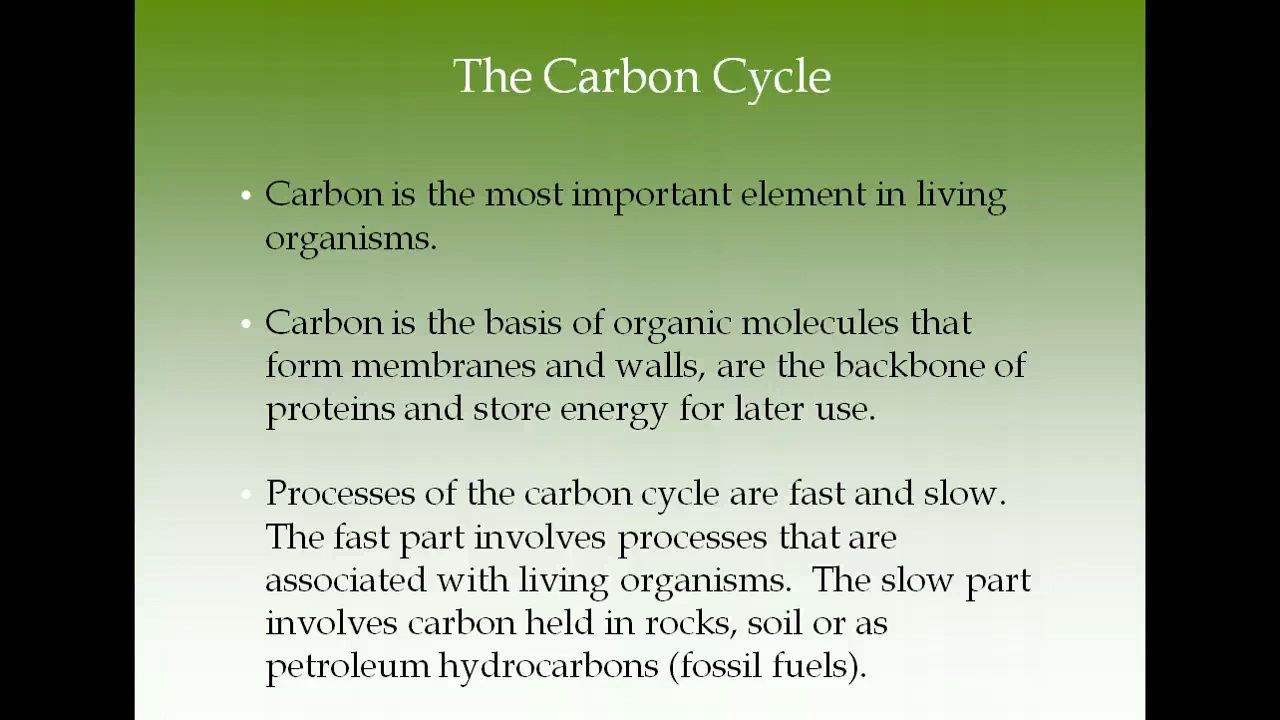 The Carbon Cycle
• Carbon is the most important element in living
organisms.
• Carbon is the basis of organic molecules that
form membranes and walls, are the backbone of
proteins and store energy for later use.
• Processes of the carbon cycle are fast and slow.
The fast part involves processes that are
associated with living organisms.  The slow part
involves carbon held in rocks, soil or as
petroleum hydrocarbons (fossil fuels).